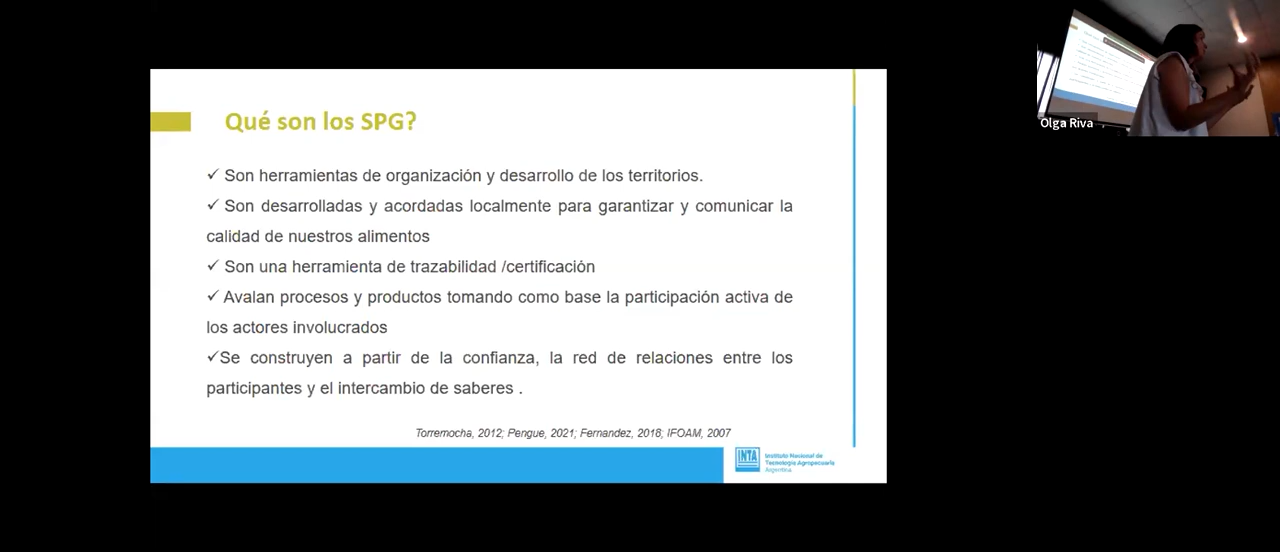 Qué son los SPG?
✓ Son herramientas de organización y desarrollo de los territorios.
✓ Son desarrolladas y acordadas localmente para garantizar y comunicar la
calidad de nuestros alimentos
✓ Son una herramienta de trazabilidad /certificación
✓ Avalan procesos y productos tomando como base la participación activa de
los actores involucrados
✓Se construyen a partir de la confianza, la red de relaciones entre los
participantes y el intercambio de saberes .
Torremocha, 2012; Pengue, 2021; Fernandez, 2018; IFOAM, 2007
INTA
Instituto Nacional de
Tecnología Agropecuaria
Argentina
Olga Riva